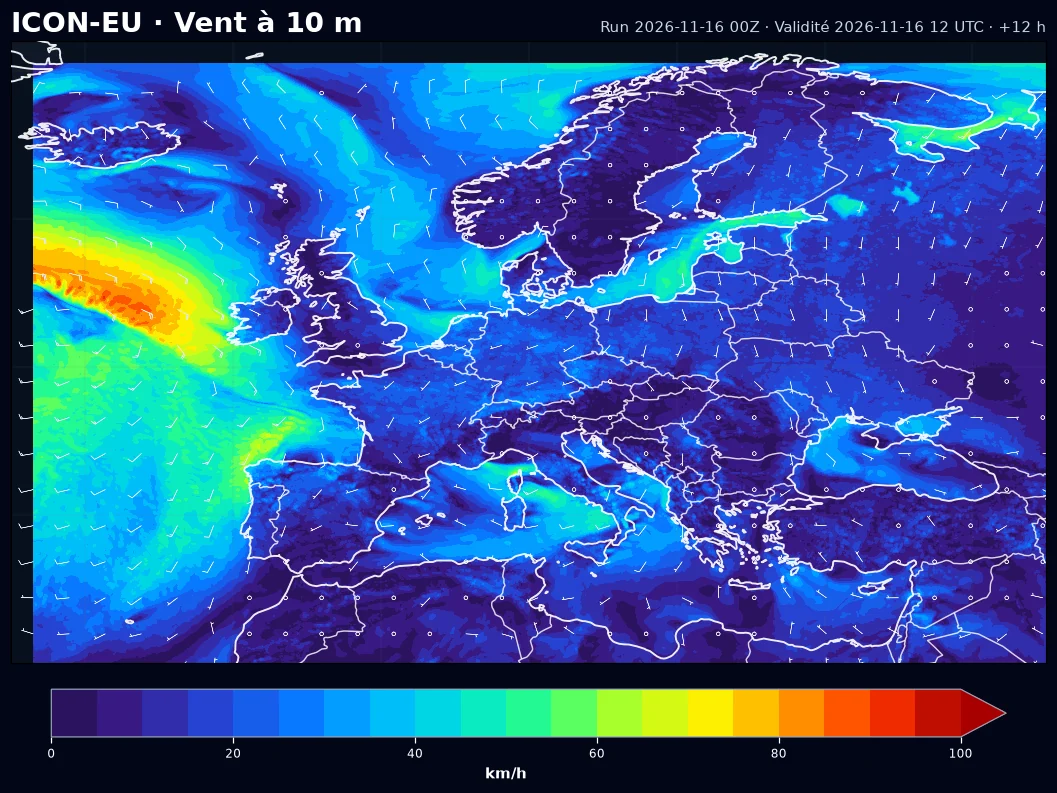 ICON-EU · Vent à 10 m
Run 2026-11-16 00Z · Validité 2026-11-16 12 UTC · +12 h
0 20 40 60 80 100
km/h